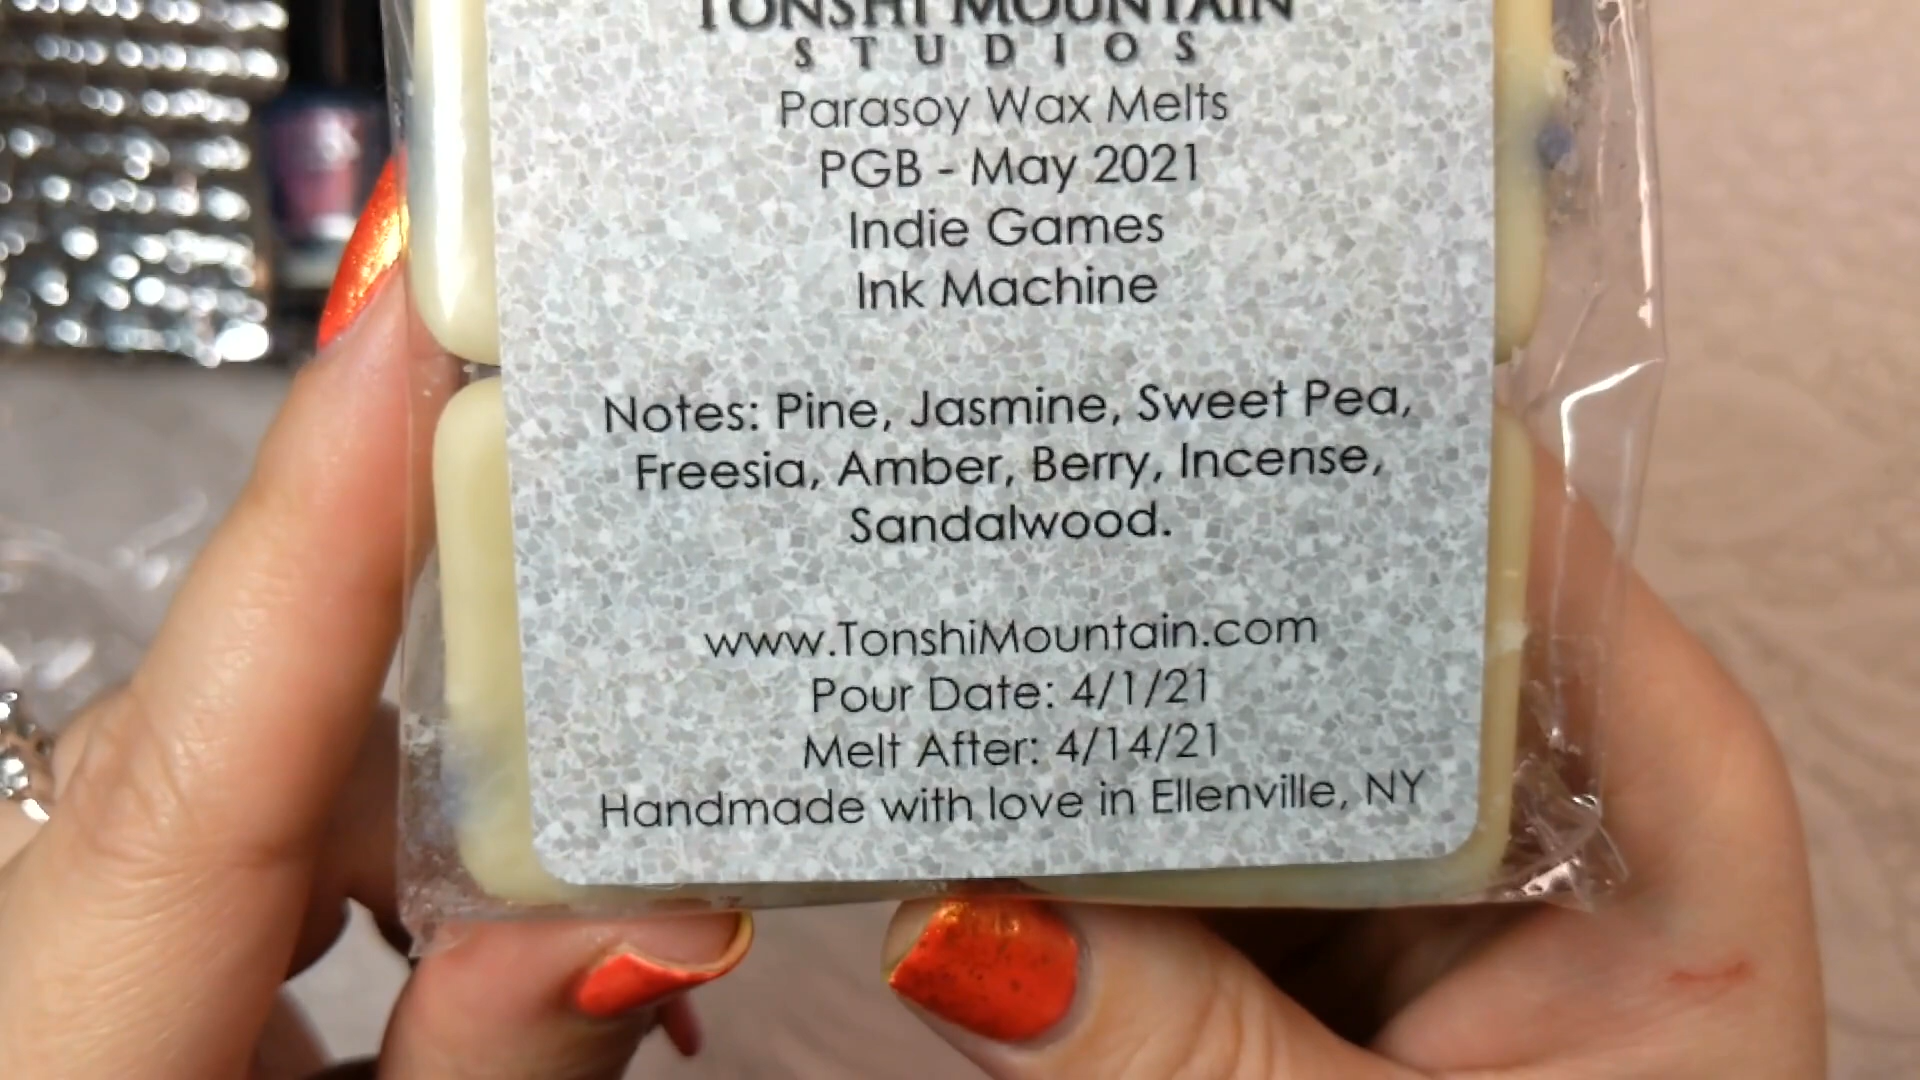 TONSHI MOUNTAIN
STUDIOS
Parasoy Wax Melts
PGB - May 2021
Indie Games
Ink Machine
Notes: Pine, Jasmine, Sweet Pea,
Freesia, Amber, Berry, Incense,
Sandalwood.
www.TonshiMountain.com
Pour Date: 4/1/21
Melt After: 4/14/21
Handmade with love in Ellenville, NY